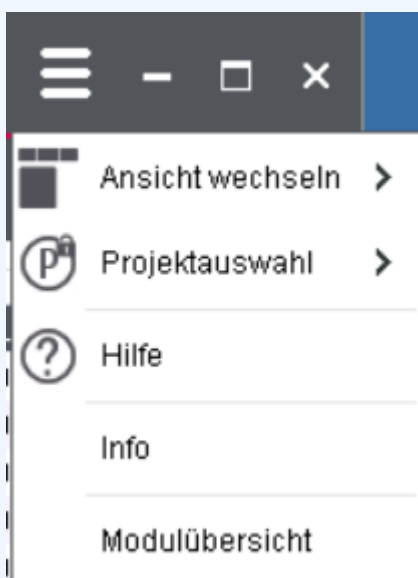 Ansicht wechseln
Projektauswahl
Hilfe
Info
Modulübersicht